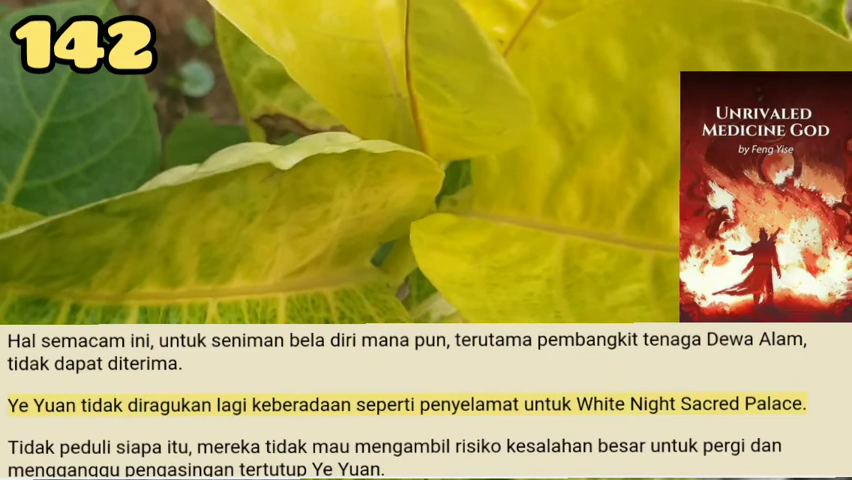 142
UNRIVALED
MEDICINE GOD
by Feng Yise
Hal semacam ini, untuk seniman bela diri mana pun, terutama pembangkit tenaga Dewa Alam,
tidak dapat diterima.
Ye Yuan tidak diragukan lagi keberadaan seperti penyelamat untuk White Night Sacred Palace.
Tidak peduli siapa itu, mereka tidak mau mengambil risiko kesalahan besar untuk pergi dan
mengganggu pengasingan tertutup Ye Yuan.